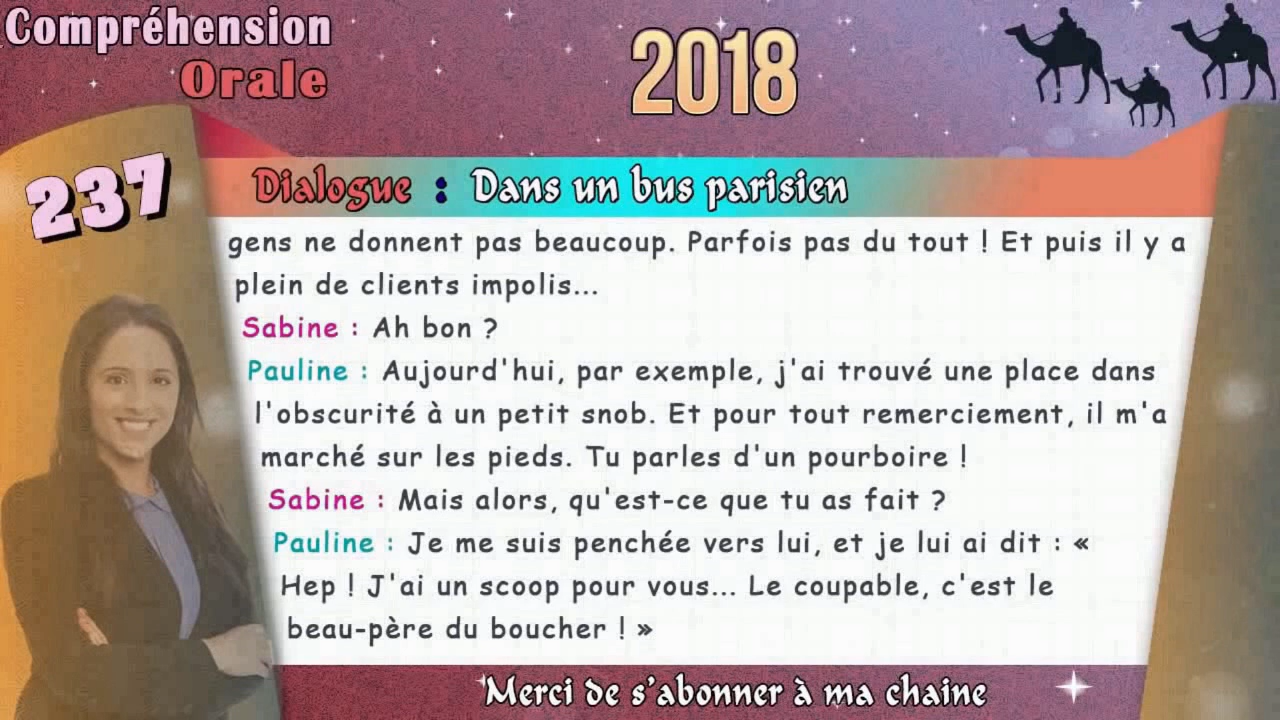 Compréhension
Orale
2018
237
Dialogue : Dans un bus parisien
gens ne donnent pas beaucoup. Parfois pas du tout ! Et puis il y a
plein de clients impolis...
Sabine : Ah bon ?
Pauline : Aujourd'hui, par exemple, j'ai trouvé une place dans
l'obscurité à un petit snob. Et pour tout remerciement, il m'a
marché sur les pieds. Tu parles d'un pourboire !
Sabine : Mais alors, qu'est-ce que tu as fait ?
Pauline : Je me suis penchée vers lui, et je lui ai dit : «
Hep ! J'ai un scoop pour vous... Le coupable, c'est le
beau-père du boucher ! »
Merci de s'abonner à ma chaine